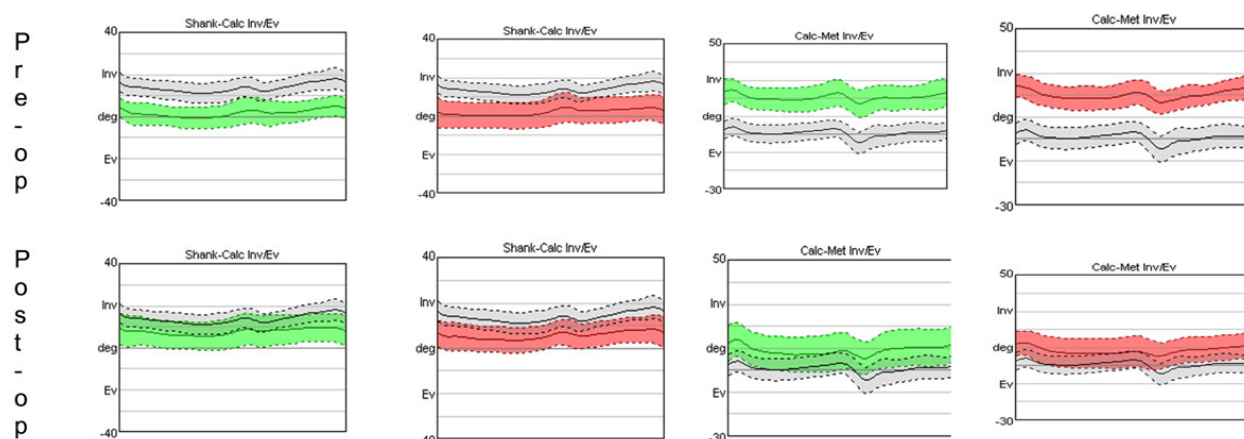 Pre-op
Shank-Calc Inv/Ev
40
Inv
deg
Ev
-40
Shank-Calc Inv/Ev
40
Inv
deg
Ev
-40
Calc-Met Inv/Ev
50
Inv
deg
Ev
-30
Calc-Met Inv/Ev
50
Inv
deg
Ev
-30
Post-op
Shank-Calc Inv/Ev
40
Inv
deg
Ev
-40
Shank-Calc Inv/Ev
40
Inv
deg
Ev
-40
Calc-Met Inv/Ev
50
Inv
deg
Ev
-30
Calc-Met Inv/Ev
50
Inv
deg
Ev
-30